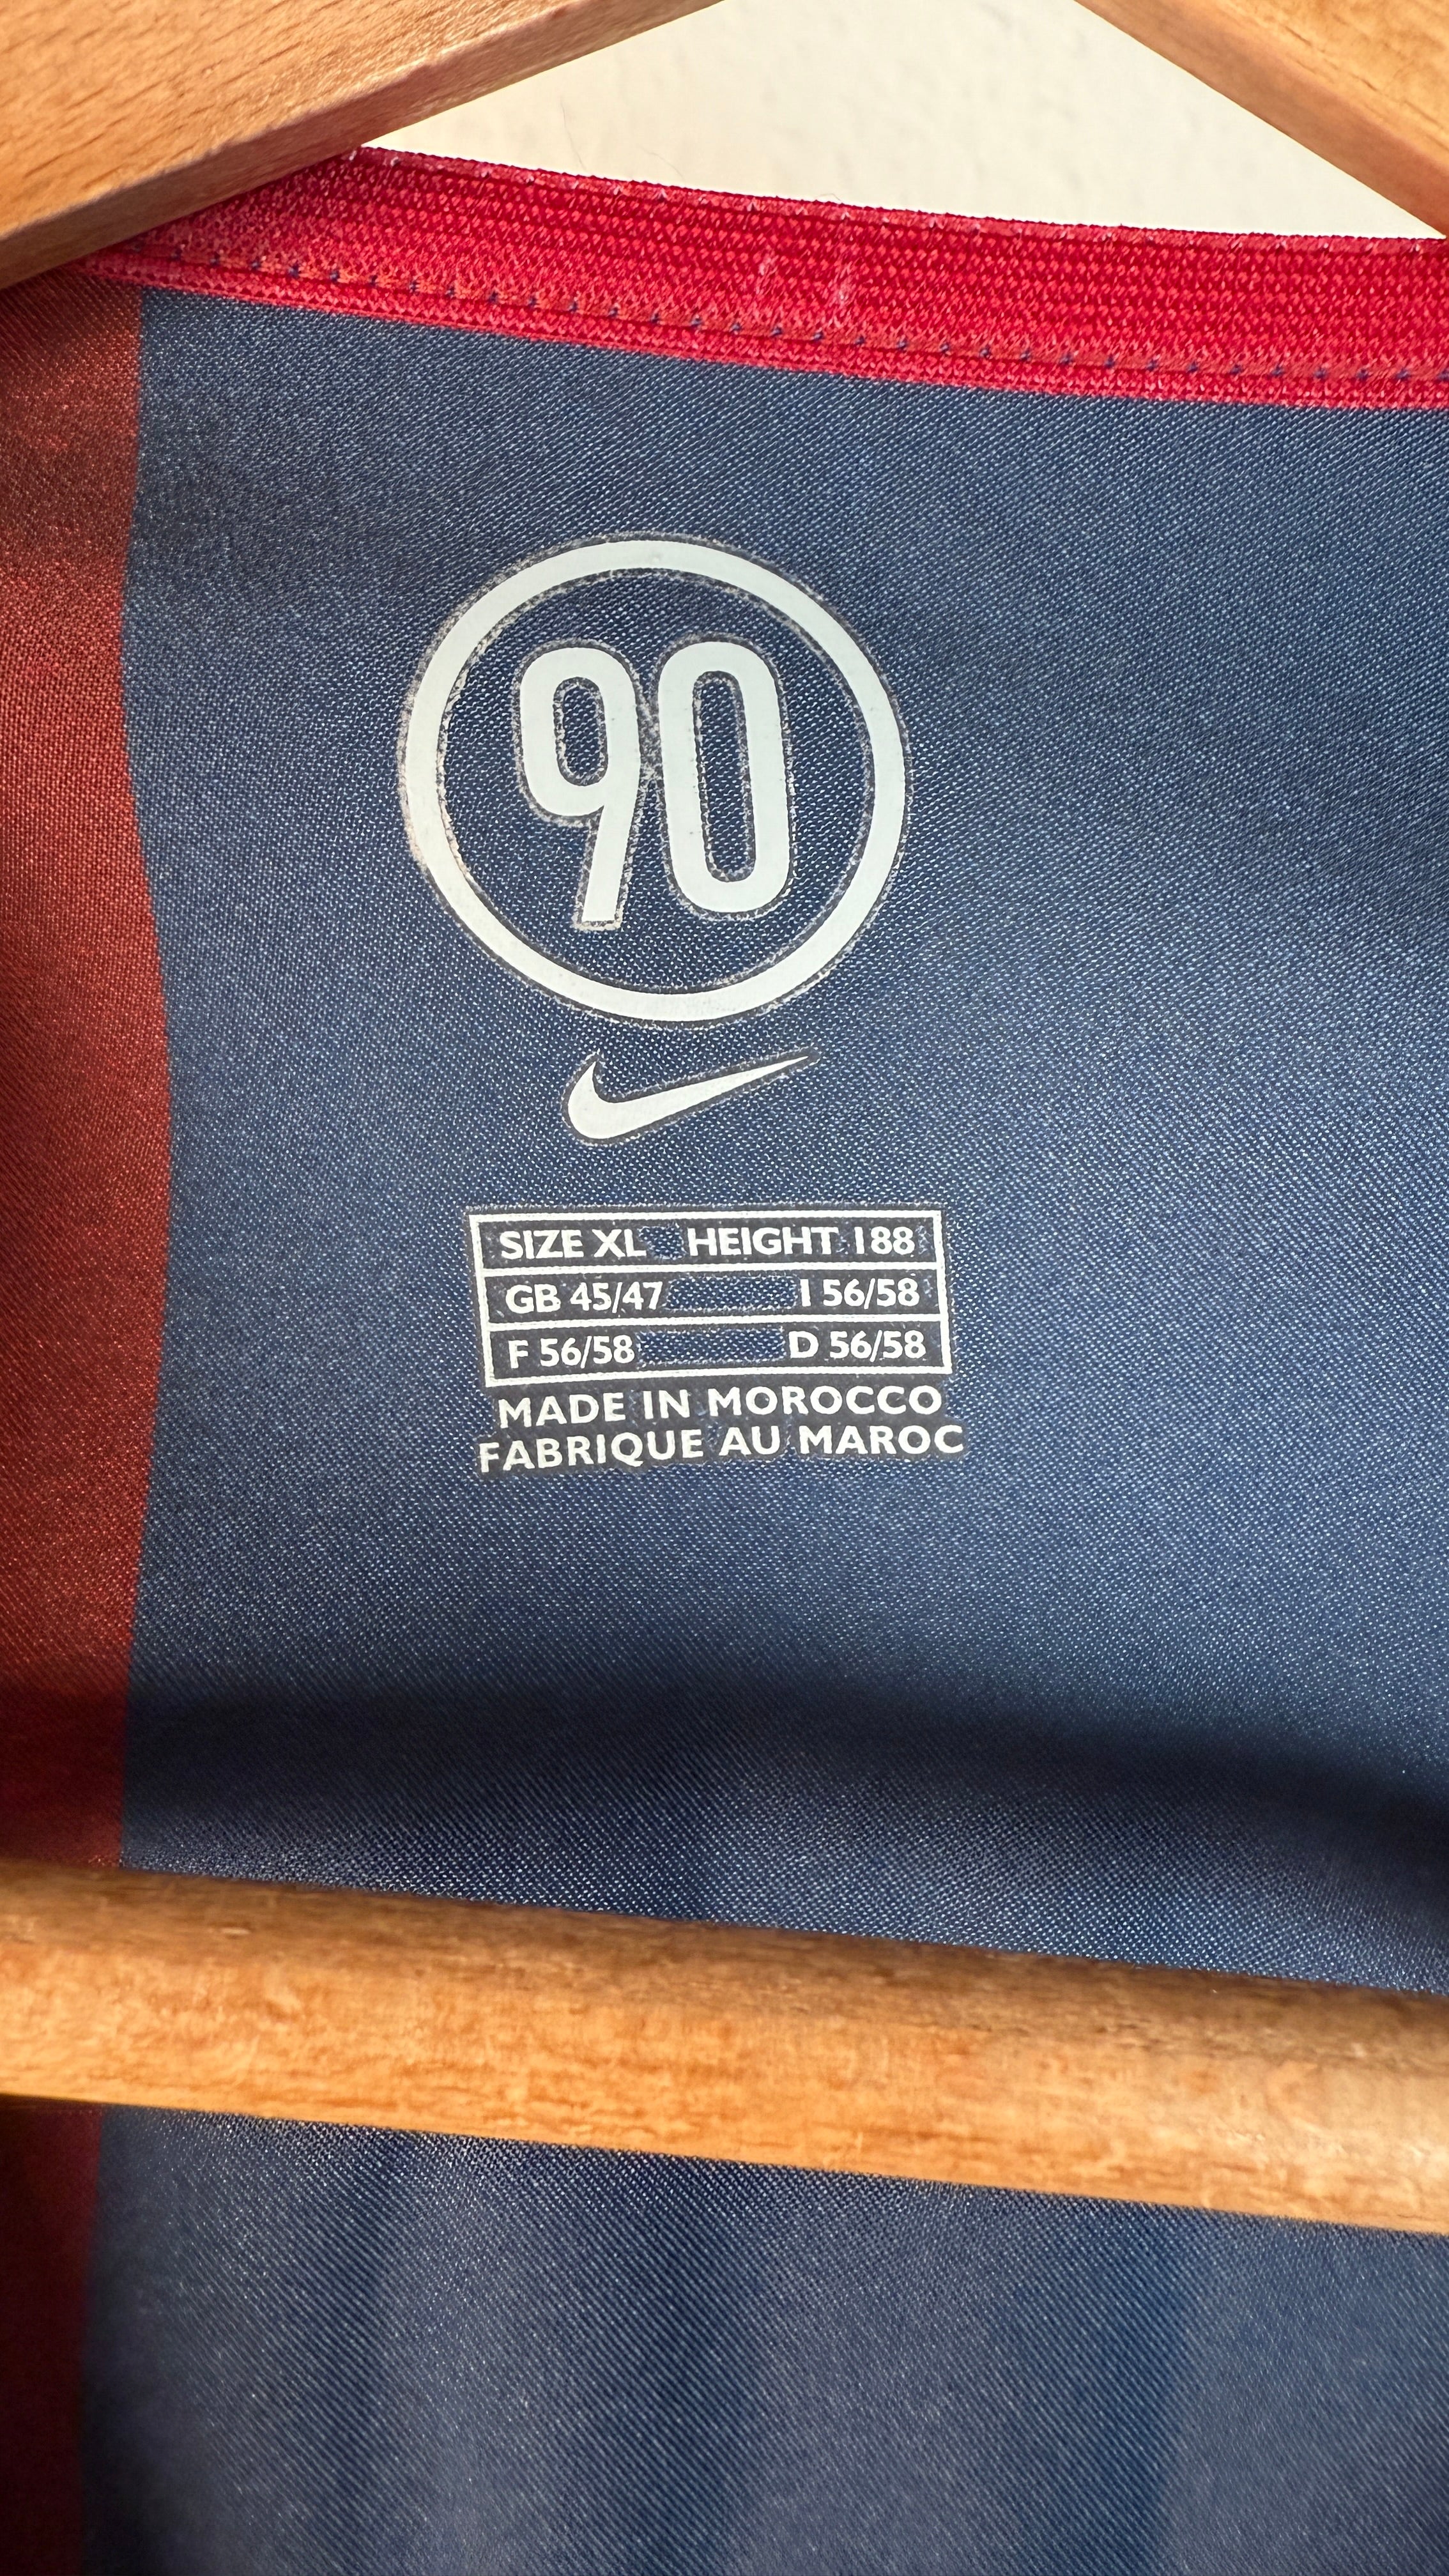 90
SIZE XL HEIGHT 188
GB 45/47 I 56/58
F 56/58 D 56/58
MADE IN MOROCCO
FABRIQUE AU MAROC